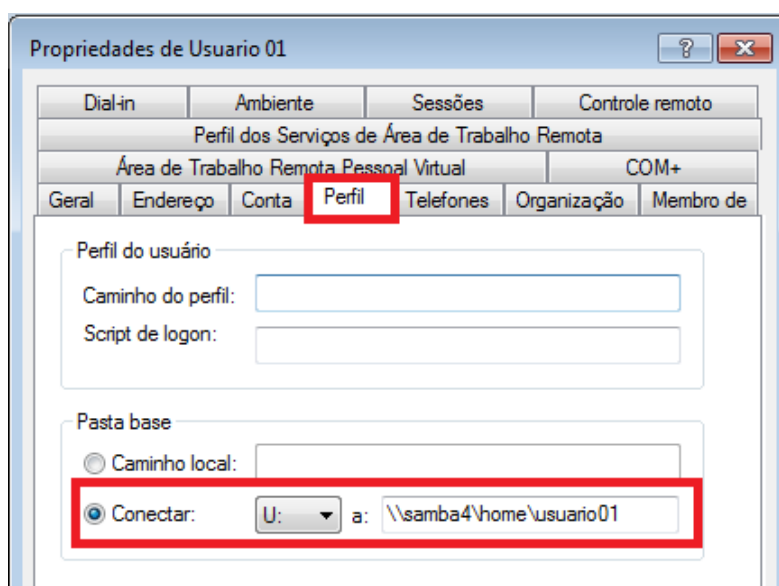 Propriedades de Usuario 01
Dial-in Ambiente Sessões Controle remoto
Perfil dos Serviços de Área de Trabalho Remota
Área de Trabalho Remota Pessoal Virtual COM+
Geral Endereço Conta Perfil Telefones Organização Membro de
Perfil do usuário
Caminho do perfil:
Script de logon:
Pasta base
Caminho local:
Conectar: U: a: \\samba4\home\usuario01